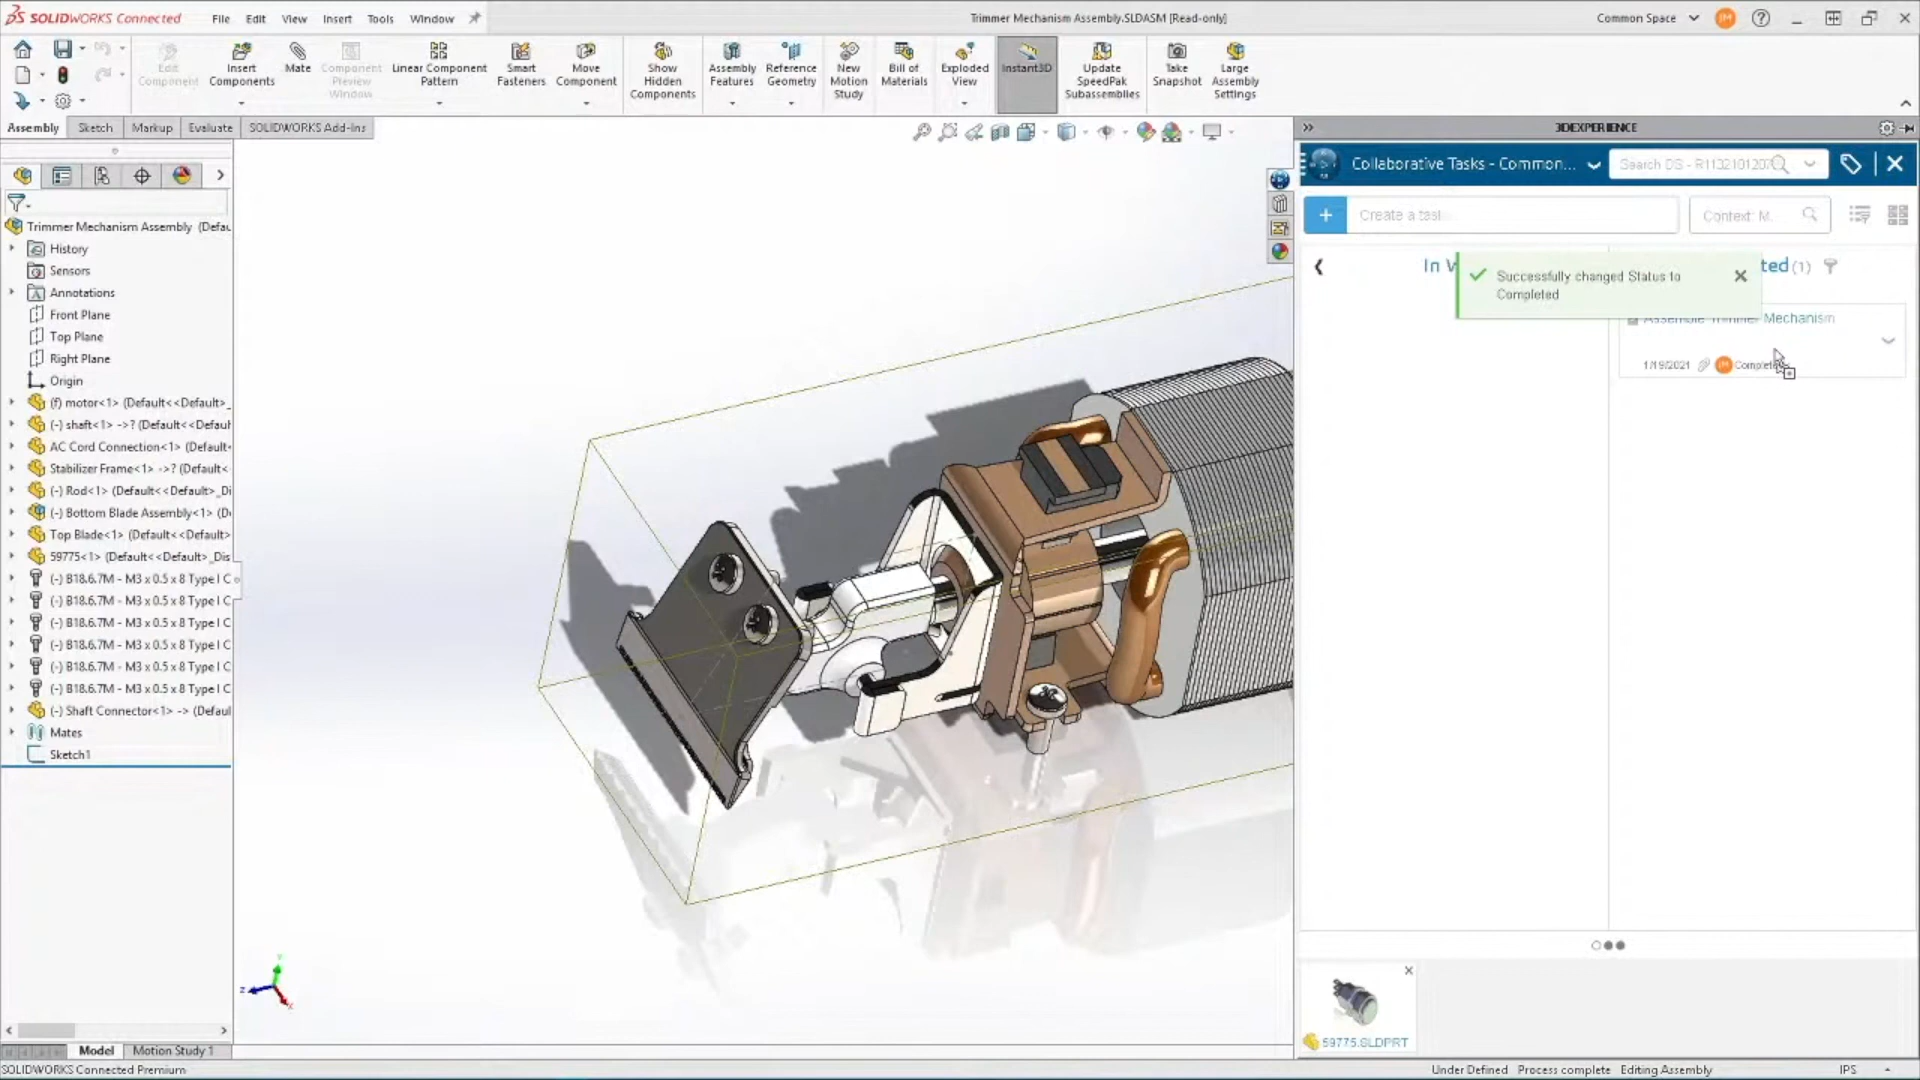 SOLIDWORKS Connected
File Edit View Insert Tools Window
Trimmer Mechanism Assembly.SLDASM [Read-only]
Common Space
IM
Edit Component
Insert Components
Mate
Component Preview Window
Linear Component Pattern
Smart Fasteners
Move Component
Show Hidden Components
Assembly Features
Reference Geometry
New Motion Study
Bill of Materials
Exploded View
Instant3D
Update SpeedPak Subassemblies
Take Snapshot
Large Assembly Settings
Assembly Sketch Markup Evaluate SOLIDWORKS Add-Ins
3DEXPERIENCE
Collaborative Tasks - Common...
Create a task...
Context: M...
In W
ted (1)
Successfully changed Status to
Completed
Assemble Trimmer Mechanism
1/19/2021 IM Complete
Trimmer Mechanism Assembly (Defau
History
Sensors
Annotations
Front Plane
Top Plane
Right Plane
Origin
(f) motor<1> (Default<<Default>_
(-) shaft<1> ->? (Default<<Defaul
AC Cord Connection<1> (Default<
Stabilizer Frame<1> ->? (Default<
(-) Rod<1> (Default<<Default>_Di
(-) Bottom Blade Assembly<1> (D
Top Blade<1> (Default<<Default>
59775<1> (Default<<Default>_Dis
(-) B18.6.7M - M3 x 0.5 x 8 Type I C
(-) B18.6.7M - M3 x 0.5 x 8 Type I C
(-) B18.6.7M - M3 x 0.5 x 8 Type I C
(-) B18.6.7M - M3 x 0.5 x 8 Type I C
(-) B18.6.7M - M3 x 0.5 x 8 Type I C
(-) B18.6.7M - M3 x 0.5 x 8 Type I C
(-) Shaft Connector<1> -> (Defaul
Mates
Sketch1
59775.SLDPRT
Model Motion Study 1
SOLIDWORKS Connected Premium
Under Defined Process complete Editing Assembly IPS